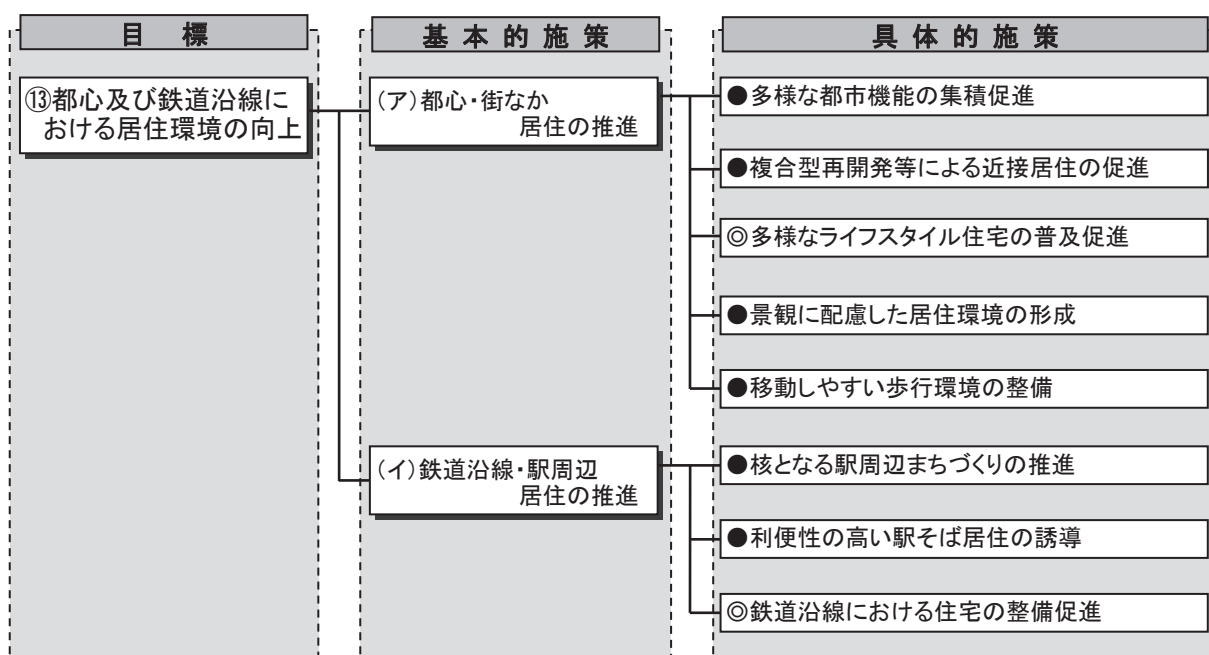 目標
基本的施策
具体的施策
⑬都心及び鉄道沿線に
おける居住環境の向上
(ア)都心・街なか
居住の推進
●多様な都市機能の集積促進
●複合型再開発等による近接居住の促進
◎多様なライフスタイル住宅の普及促進
●景観に配慮した居住環境の形成
●移動しやすい歩行環境の整備
(イ)鉄道沿線・駅周辺
居住の推進
●核となる駅周辺まちづくりの推進
●利便性の高い駅そば居住の誘導
◎鉄道沿線における住宅の整備促進